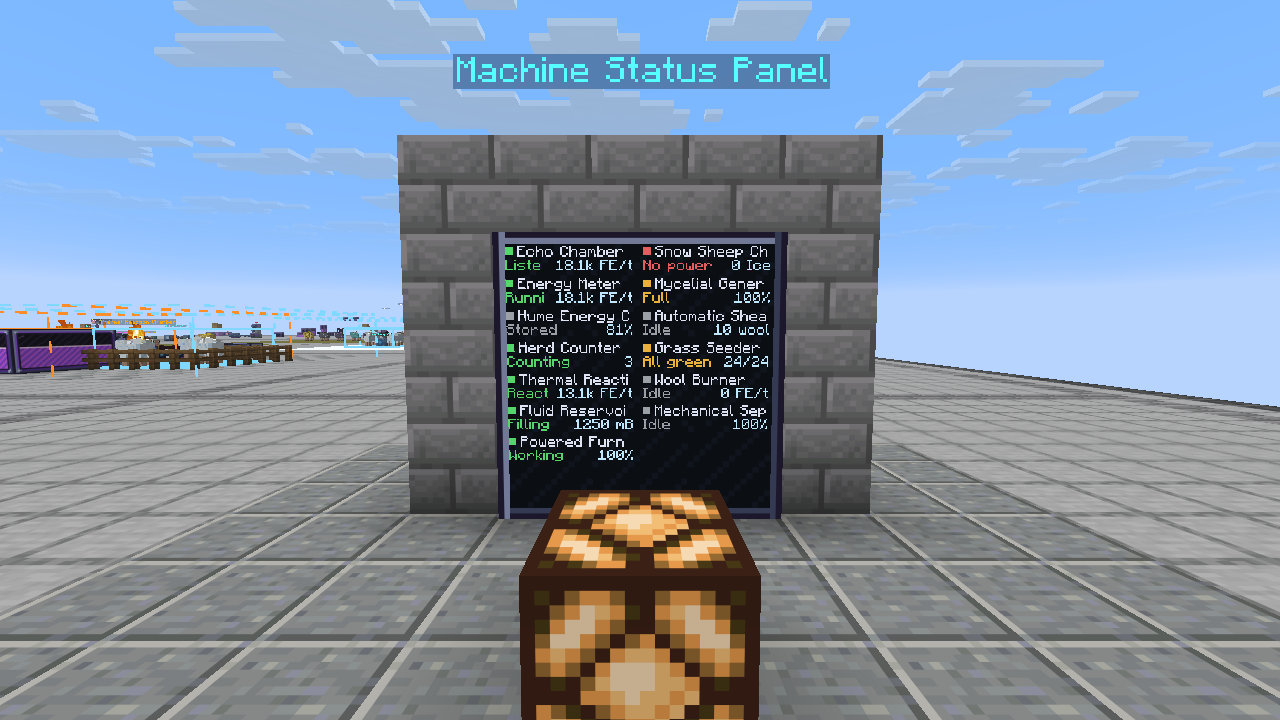 Machine Status Panel
Echo Chamber
Liste 18.1k FE/t
Energy Meter
Runni 18.1k FE/t
Huma Energy C
Stored 81%
Herd Counter
Counting 3
Thermal Reacti
React 13.1k FE/t
Fluid Reservoi
Filling 1250 mB
Powered Furn
Working 100%
Snow Sheep Ch
No power 0 Ice
Mycelial Gener
Full 100%
Automatic Shea
Idle 10 wool
Grass Seeder
All green 24/24
Wool Burner
Idle 0 FE/t
Mechanical Sep
Idle 100%